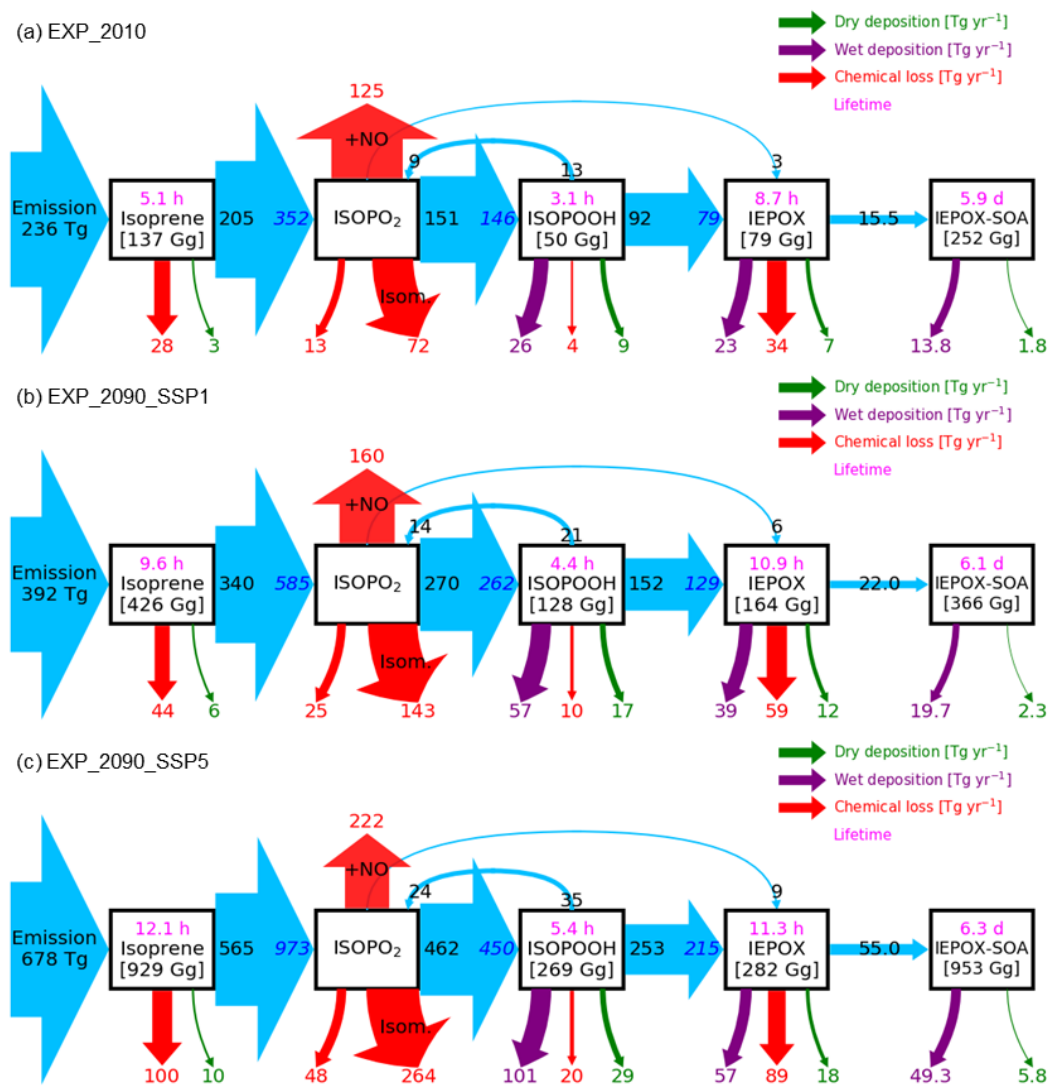 (a) EXP_2010
Dry deposition [Tg yr⁻¹]
Wet deposition [Tg yr⁻¹]
Chemical loss [Tg yr⁻¹]
Lifetime
125
+NO
9
13
3
Emission
236 Tg
5.1 h
Isoprene
[137 Gg]
205
352
ISOPO₂
151
146
3.1 h
ISOPOOH
[50 Gg]
92
79
8.7 h
IEPOX
[79 Gg]
15.5
5.9 d
IEPOX-SOA
[252 Gg]
Isom.
28
3
13
72
26
4
9
23
34
7
13.8
1.8
(b) EXP_2090_SSP1
Dry deposition [Tg yr⁻¹]
Wet deposition [Tg yr⁻¹]
Chemical loss [Tg yr⁻¹]
Lifetime
160
+NO
14
21
6
Emission
392 Tg
9.6 h
Isoprene
[426 Gg]
340
585
ISOPO₂
270
262
4.4 h
ISOPOOH
[128 Gg]
152
129
10.9 h
IEPOX
[164 Gg]
22.0
6.1 d
IEPOX-SOA
[366 Gg]
Isom.
44
6
25
143
57
10
17
39
59
12
19.7
2.3
(c) EXP_2090_SSP5
Dry deposition [Tg yr⁻¹]
Wet deposition [Tg yr⁻¹]
Chemical loss [Tg yr⁻¹]
Lifetime
222
+NO
24
35
9
Emission
678 Tg
12.1 h
Isoprene
[929 Gg]
565
973
ISOPO₂
462
450
5.4 h
ISOPOOH
[269 Gg]
253
215
11.3 h
IEPOX
[282 Gg]
55.0
6.3 d
IEPOX-SOA
[953 Gg]
Isom.
100
10
48
264
101
20
29
57
89
18
49.3
5.8